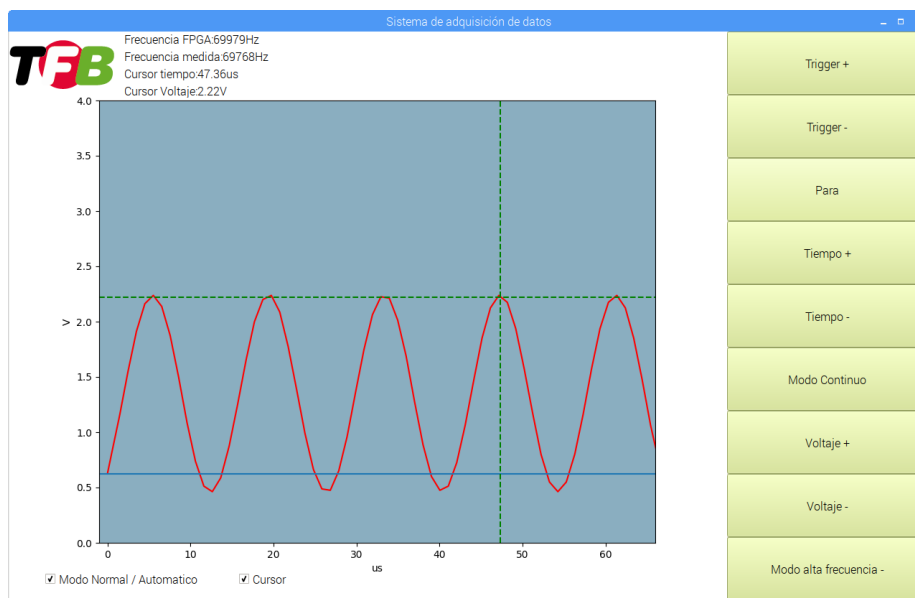 Sistema de adquisición de datos
TFB
Frecuencia FPGA:69979Hz
Frecuencia medida:69768Hz
Cursor tiempo:47.36us
Cursor Voltaje:2.22V
4.0
3.5
3.0
2.5
2.0
1.5
1.0
0.5
0.0
V
0 10 20 30 40 50 60
us
Modo Normal / Automatico
Cursor
Trigger +
Trigger -
Para
Tiempo +
Tiempo -
Modo Continuo
Voltaje +
Voltaje -
Modo alta frecuencia -